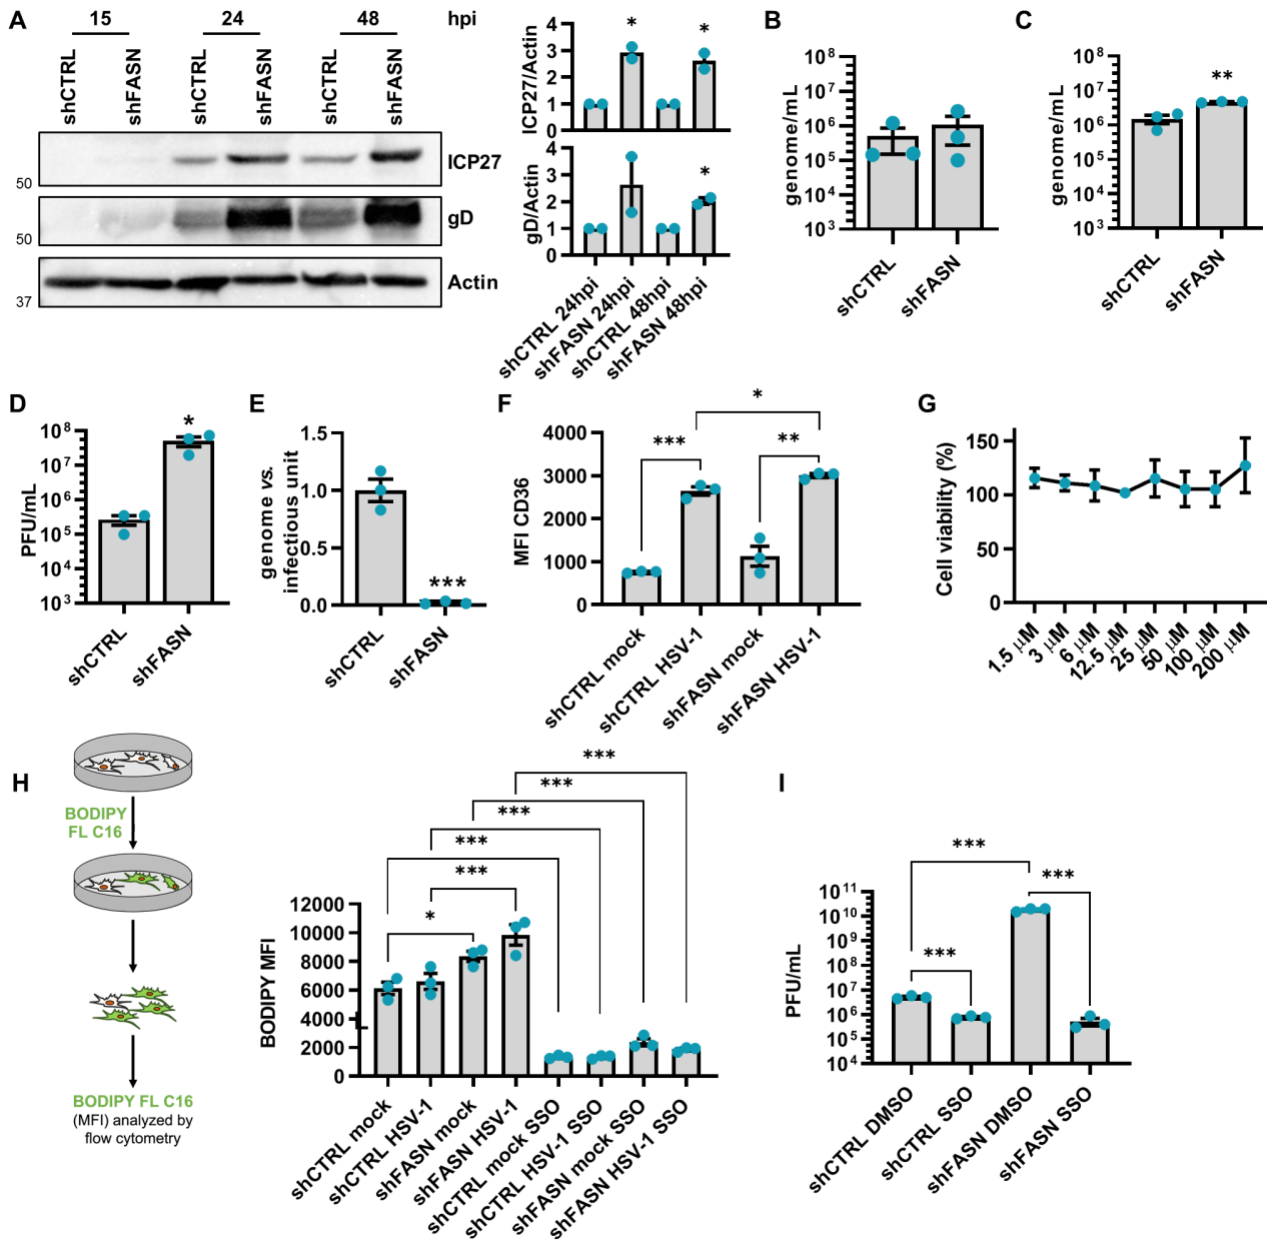 A
15 24 48 hpi
shCTRL
shFASN
shCTRL
shFASN
shCTRL
shFASN
50
ICP27
50
gD
37
Actin
ICP27/Actin
4
3
2
1
0
* *
gD/Actin
4
3
2
1
0
*
shCTRL 24hpi
shFASN 24hpi
shCTRL 48hpi
shFASN 48hpi
B
genome/mL
10⁸
10⁷
10⁶
10⁵
10⁴
10³
shCTRL
shFASN
C
genome/mL
10⁸
10⁷
10⁶
10⁵
10⁴
10³
**
shCTRL
shFASN
D
PFU/mL
10⁸
10⁷
10⁶
10⁵
10⁴
10³
*
shCTRL
shFASN
E
genome vs.
infectious unit
1.5
1.0
0.5
0.0
***
shCTRL
shFASN
F
MFI CD36
4000
3000
2000
1000
0
*
***
**
shCTRL mock
shCTRL HSV-1
shFASN mock
shFASN HSV-1
G
Cell viability (%)
150
100
50
0
1.5 µM
3 µM
6 µM
12.5 µM
25 µM
50 µM
100 µM
200 µM
H
BODIPY
FL C16
BODIPY FL C16
(MFI) analyzed by
flow cytometry
BODIPY MFI
12000
10000
8000
6000
4000
2000
0
***
***
***
***
***
*
shCTRL mock
shCTRL HSV-1
shFASN mock
shFASN HSV-1
shCTRL mock SSO
shCTRL HSV-1 SSO
shFASN mock SSO
shFASN HSV-1 SSO
I
PFU/mL
10¹¹
10¹⁰
10⁹
10⁸
10⁷
10⁶
10⁵
10⁴
***
***
***
shCTRL DMSO
shCTRL SSO
shFASN DMSO
shFASN SSO